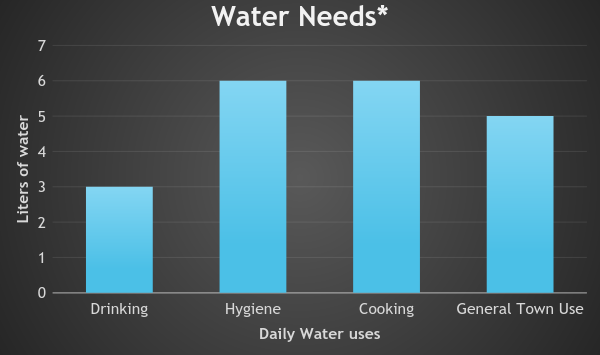 Water Needs*
7
6
5
4
3
2
1
0
Liters of water
Drinking
Hygiene
Cooking
General Town Use
Daily Water uses